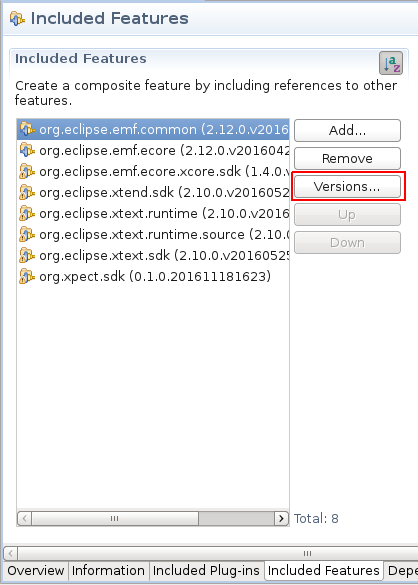 Included Features
Included Features
Create a composite feature by including references to other
features.
org.eclipse.emf.common (2.12.0.v2016
org.eclipse.emf.ecore (2.12.0.v2016042
org.eclipse.emf.ecore.xcore.sdk (1.4.0.v
org.eclipse.xtend.sdk (2.10.0.v2016052
org.eclipse.xtext.runtime (2.10.0.v2016
org.eclipse.xtext.runtime.source (2.10.0
org.eclipse.xtext.sdk (2.10.0.v20160525
org.xpect.sdk (0.1.0.201611181623)
Add...
Remove
Versions...
Up
Down
Total: 8
Overview
Information
Included Plug-ins
Included Features
Depe